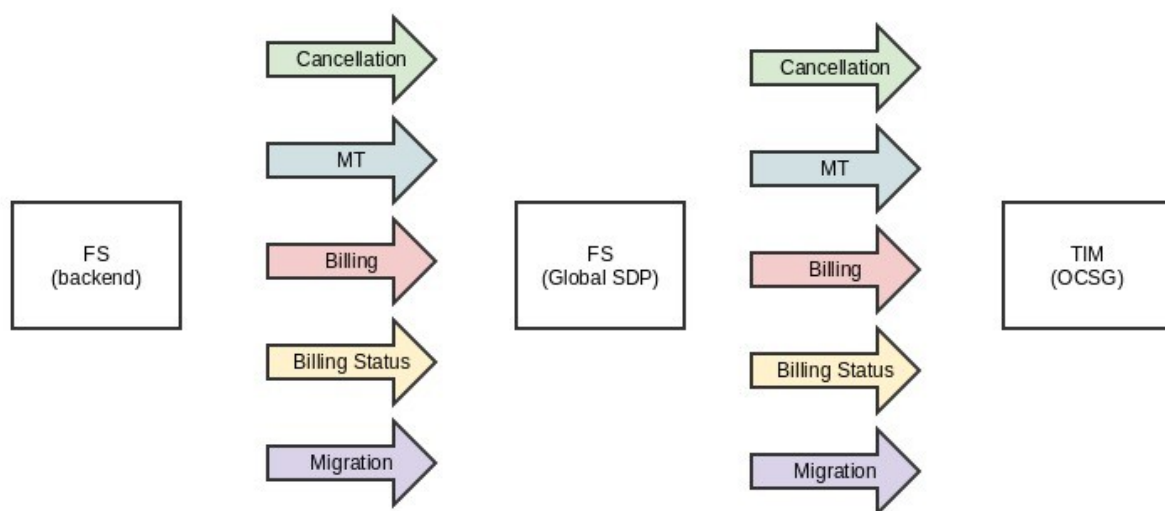 Cancellation
Cancellation
MT
MT
FS
(backend)
Billing
FS
(Global SDP)
Billing
TIM
(OCSG)
Billing Status
Billing Status
Migration
Migration